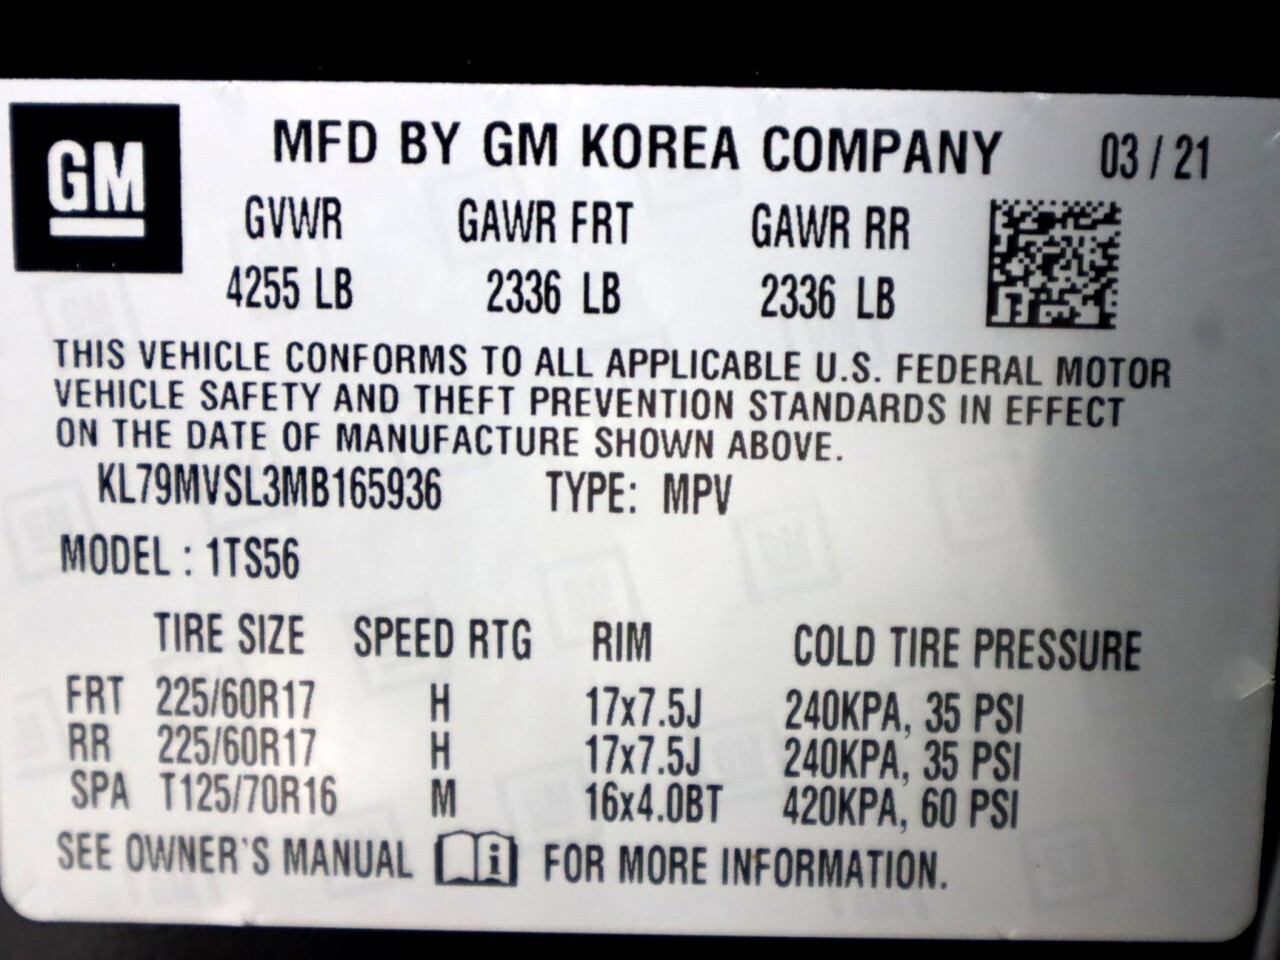 GM
MFD BY GM KOREA COMPANY 03 / 21
GVWR GAWR FRT GAWR RR
4255 LB 2336 LB 2336 LB
THIS VEHICLE CONFORMS TO ALL APPLICABLE U.S. FEDERAL MOTOR
VEHICLE SAFETY AND THEFT PREVENTION STANDARDS IN EFFECT
ON THE DATE OF MANUFACTURE SHOWN ABOVE.
KL79MVSL3MB165936 TYPE: MPV
MODEL : 1TS56
TIRE SIZE SPEED RTG RIM COLD TIRE PRESSURE
FRT 225/60R17 H 17x7.5J 240KPA, 35 PSI
RR 225/60R17 H 17x7.5J 240KPA, 35 PSI
SPA T125/70R16 M 16x4.0BT 420KPA, 60 PSI
SEE OWNER'S MANUAL i FOR MORE INFORMATION.